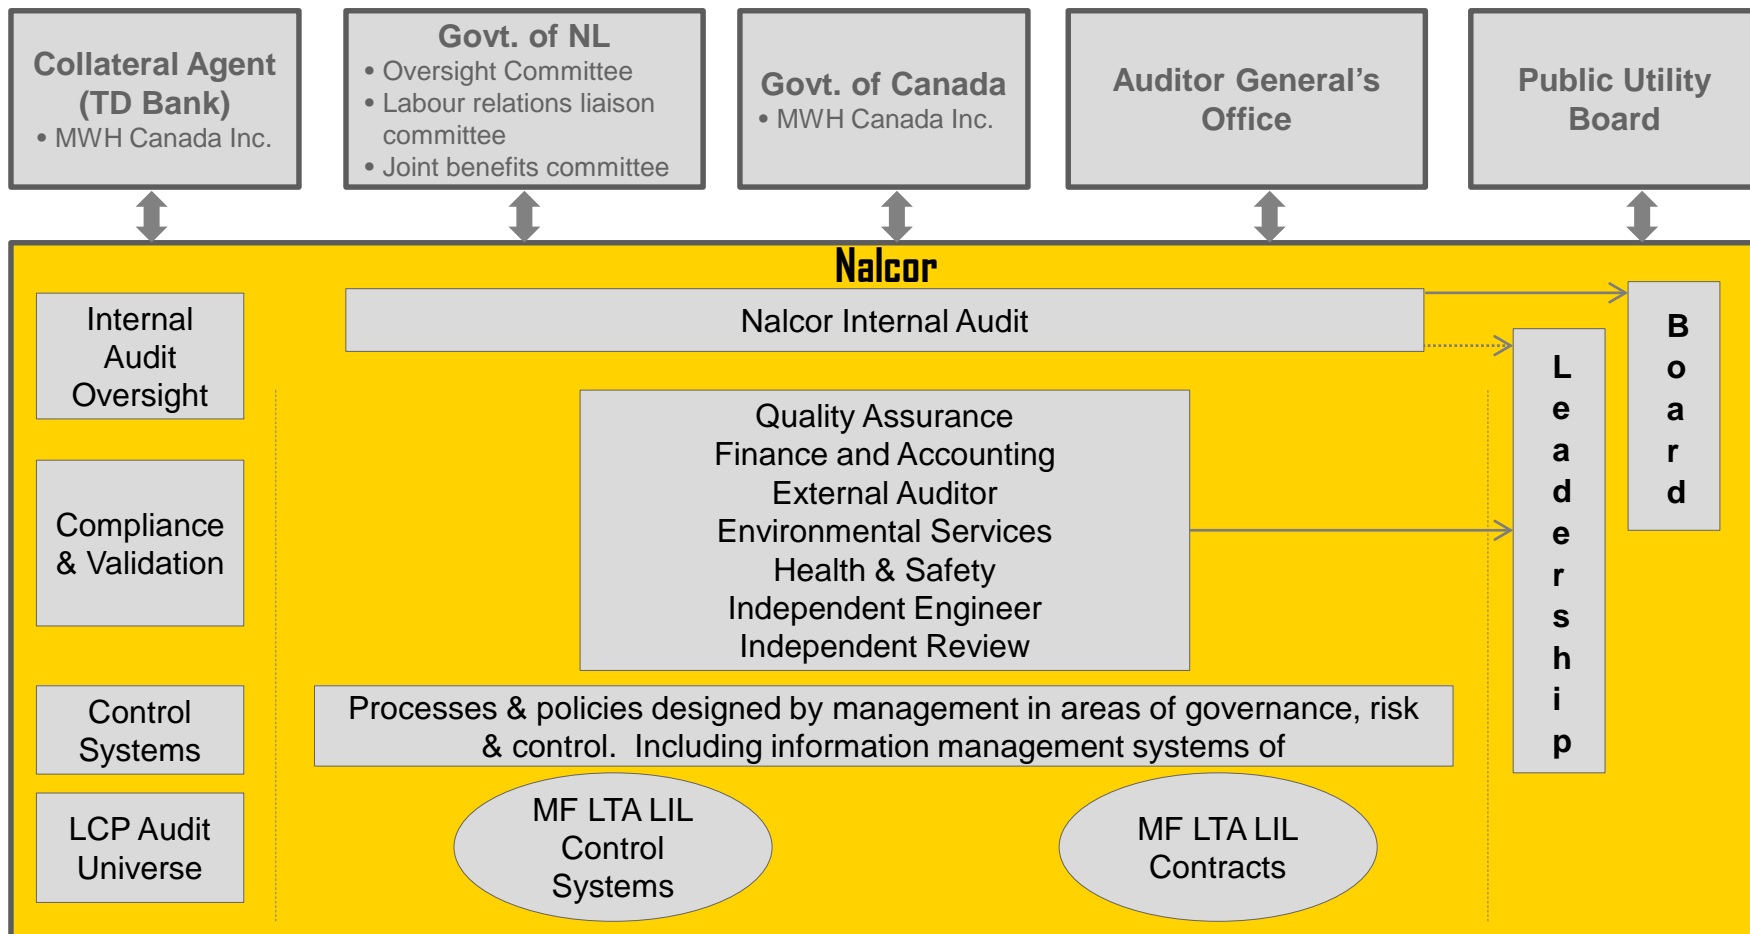 Collateral Agent
(TD Bank)
• MWH Canada Inc.
Govt. of NL
• Oversight Committee
• Labour relations liaison
committee
• Joint benefits committee
Govt. of Canada
• MWH Canada Inc.
Auditor General's
Office
Public Utility
Board
Nalcor
Internal
Audit
Oversight
Nalcor Internal Audit
Board
Leadership
Compliance
& Validation
Quality Assurance
Finance and Accounting
External Auditor
Environmental Services
Health & Safety
Independent Engineer
Independent Review
Control
Systems
Processes & policies designed by management in areas of governance, risk
& control.  Including information management systems of
LCP Audit
Universe
MF LTA LIL
Control
Systems
MF LTA LIL
Contracts